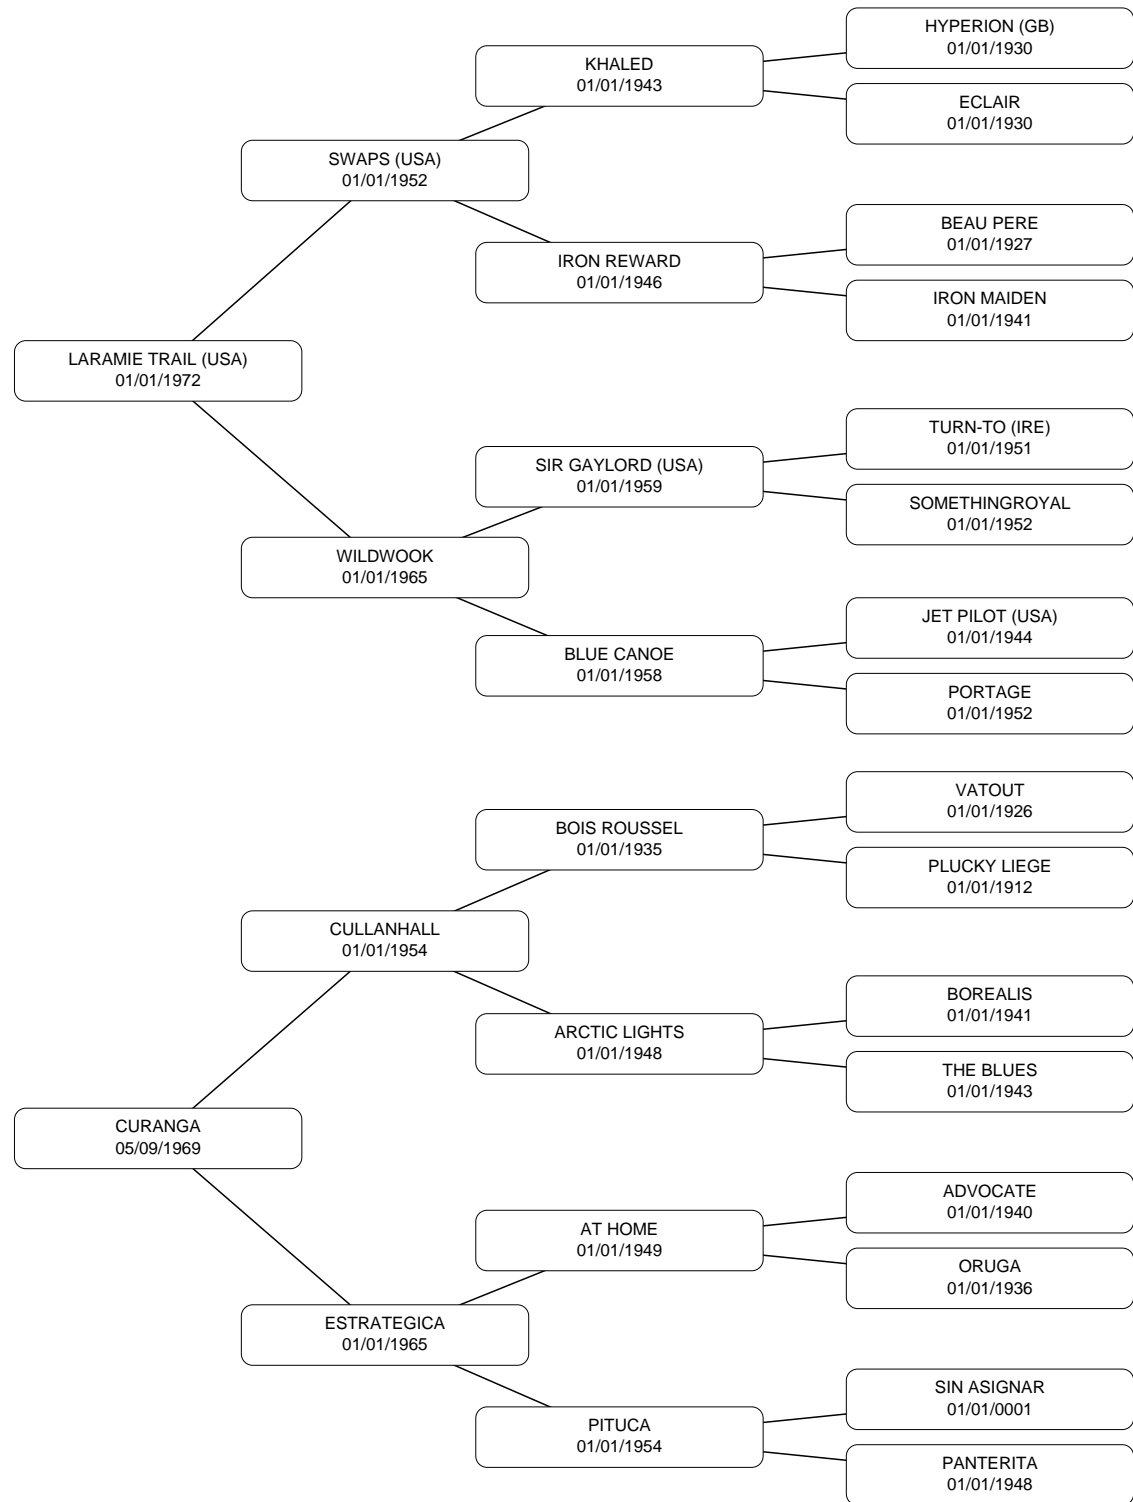 HYPERION (GB)
01/01/1930
KHALED
01/01/1943
ECLAIR
01/01/1930
SWAPS (USA)
01/01/1952
BEAU PERE
01/01/1927
IRON REWARD
01/01/1946
IRON MAIDEN
01/01/1941
LARAMIE TRAIL (USA)
01/01/1972
TURN-TO (IRE)
01/01/1951
SIR GAYLORD (USA)
01/01/1959
SOMETHINGROYAL
01/01/1952
WILDWOOK
01/01/1965
JET PILOT (USA)
01/01/1944
BLUE CANOE
01/01/1958
PORTAGE
01/01/1952
VATOUT
01/01/1926
BOIS ROUSSEL
01/01/1935
PLUCKY LIEGE
01/01/1912
CULLANHALL
01/01/1954
BOREALIS
01/01/1941
ARCTIC LIGHTS
01/01/1948
THE BLUES
01/01/1943
CURANGA
05/09/1969
ADVOCATE
01/01/1940
AT HOME
01/01/1949
ORUGA
01/01/1936
ESTRATEGICA
01/01/1965
SIN ASIGNAR
01/01/0001
PITUCA
01/01/1954
PANTERITA
01/01/1948